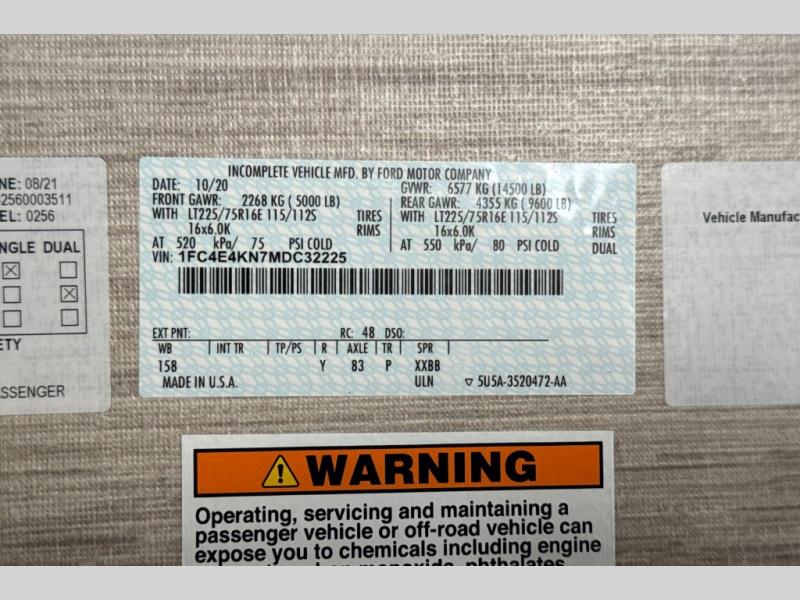 NE: 08/21
2560003511
EL: 0256
NGLE DUAL
ETY
SSENGER
INCOMPLETE VEHICLE MFD. BY FORD MOTOR COMPANY
DATE: 10/20 GVWR: 6577 KG (14500 LB)
FRONT GAWR: 2268 KG ( 5000 LB) REAR GAWR: 4355 KG ( 9600 LB)
WITH LT225/75R16E 115/112S TIRES WITH LT225/75R16E 115/112S TIRES
16x6.0K RIMS 16x6.0K RIMS
AT 520 kPa/ 75 PSI COLD AT 550 kPa/ 80 PSI COLD DUAL
VIN: 1FC4E4KN7MDC32225
EXT PNT: RC: 48 DSO:
WB INT TR TP/PS R AXLE TR SPR
158 Y 83 P XXBB
MADE IN U.S.A. ULN 5U5A-3520472-AA
Vehicle Manufac
WARNING
Operating, servicing and maintaining a
passenger vehicle or off-road vehicle can
expose you to chemicals including engine
monoxide, phthalates,